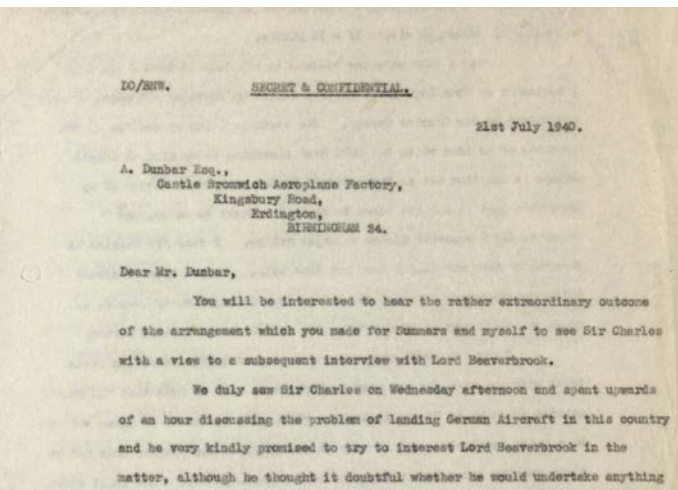 DO/BNW. SECRET & CONFIDENTIAL.
21st July 1940.
A. Dunbar Esq.,
Castle Bromwich Aeroplane Factory,
Kingsbury Road,
Erdington,
BIRMINGHAM 24.
Dear Mr. Dunbar,
You will be interested to hear the rather extraordinary outcome
of the arrangement which you made for Summers and myself to see Sir Charles
with a view to a subsequent interview with Lord Beaverbrook.
We duly saw Sir Charles on Wednesday afternoon and spent upwards
of an hour discussing the problem of landing German Aircraft in this country
and he very kindly promised to try to interest Lord Beaverbrook in the
matter, although he thought it doubtful whether he would undertake anything